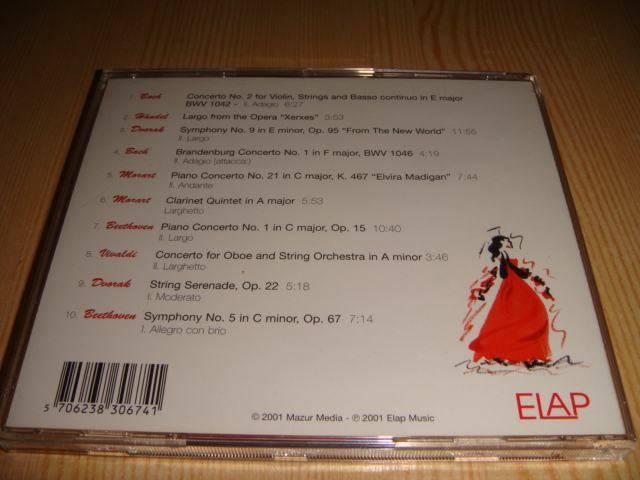 1. Bach Concerto No. 2 for Violin, Strings and Basso continuo in E major
BWV 1042 - II. Adagio 6:27
2. Händel Largo from the Opera "Xerxes" 3:53
3. Dvorak Symphony No. 9 in E minor, Op. 95 "From The New World" 11:55
II. Largo
4. Bach Brandenburg Concerto No. 1 in F major, BWV 1046 4:19
II. Adagio (attacca:)
5. Mozart Piano Concerto No. 21 in C major, K. 467 "Elvira Madigan" 7:44
II. Andante
6. Mozart Clarinet Quintet in A major 5:53
Larghetto
7. Beethoven Piano Concerto No. 1 in C major, Op. 15 10:40
II. Largo
8. Vivaldi Concerto for Oboe and String Orchestra in A minor 3:46
II. Larghetto
9. Dvorak String Serenade, Op. 22 5:18
I. Moderato
10. Beethoven Symphony No. 5 in C minor, Op. 67 7:14
I. Allegro con brio
5 706238 306741
© 2001 Mazur Media - ℗ 2001 Elap Music
ELAP